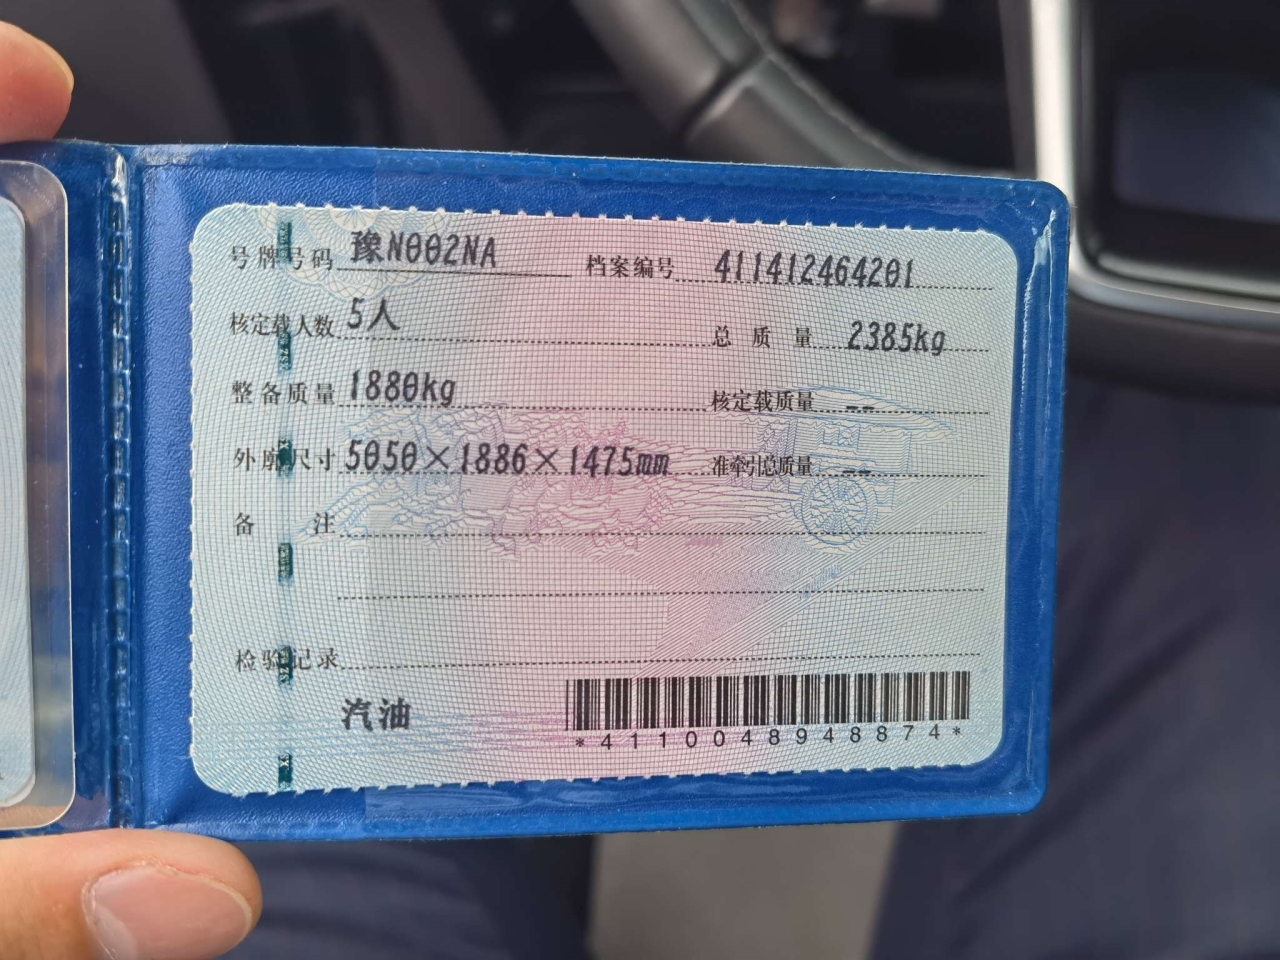 号牌号码 豫N002NA 档案编号 411412464201
核定载人数 5人 总质量 2385kg
整备质量 1880kg 核定载质量 --
外廓尺寸 5050×1886×1475mm 准牵引总质量 --
备注
检验记录
汽油
*4110048948874*